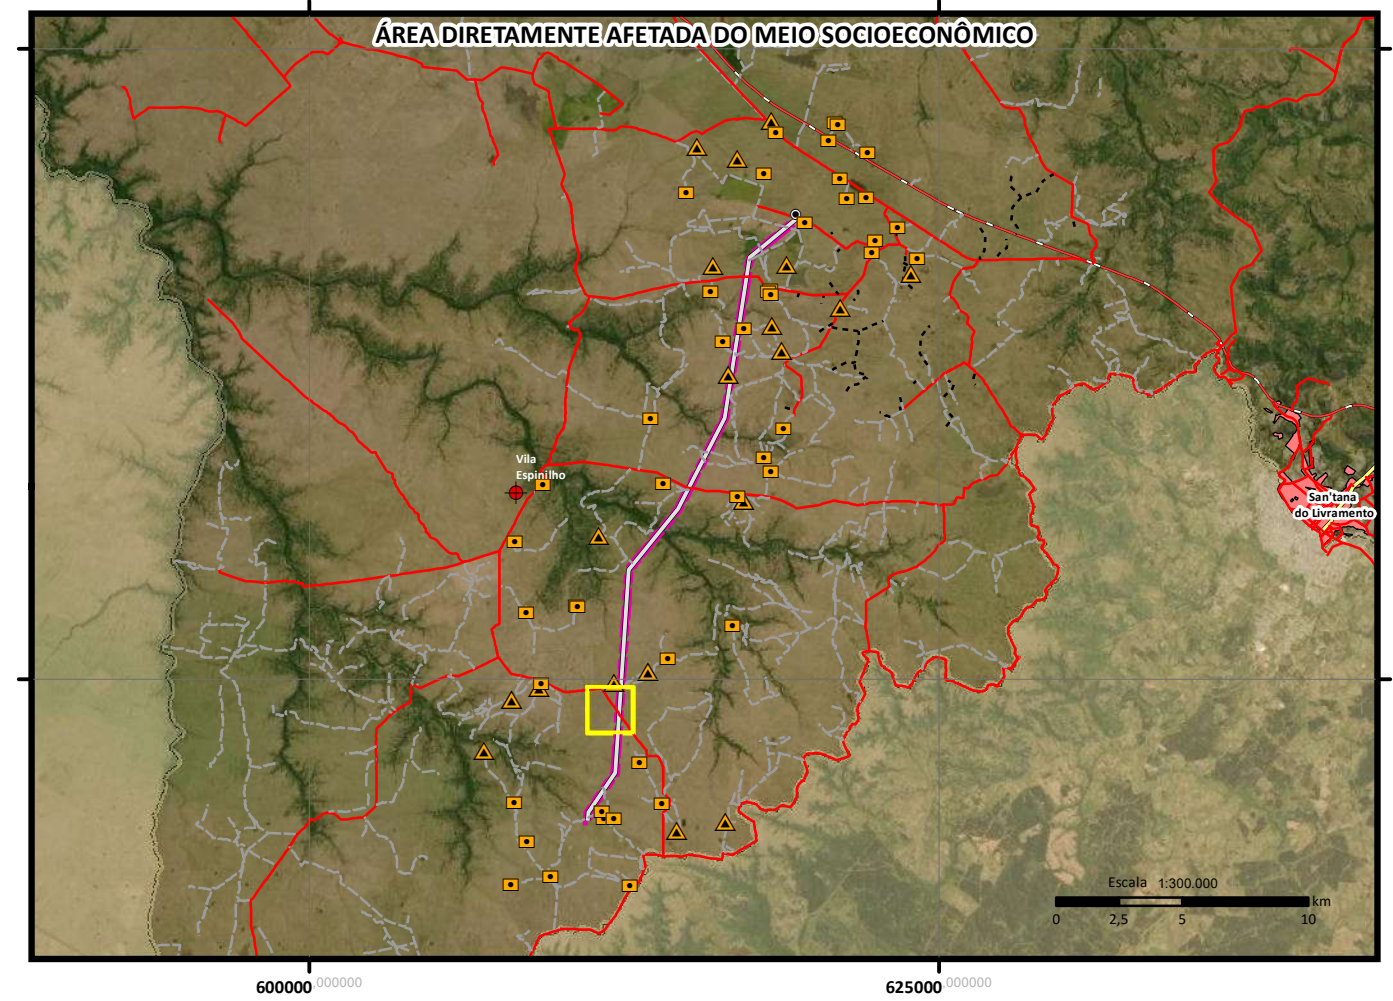 ÁREA DIRETAMENTE AFETADA DO MEIO SOCIOECONÔMICO
Vila
Espinilho
San'tana
do Livramento
Escala 1:300.000
km
0 2,5 5 10
600000,000000
625000,000000